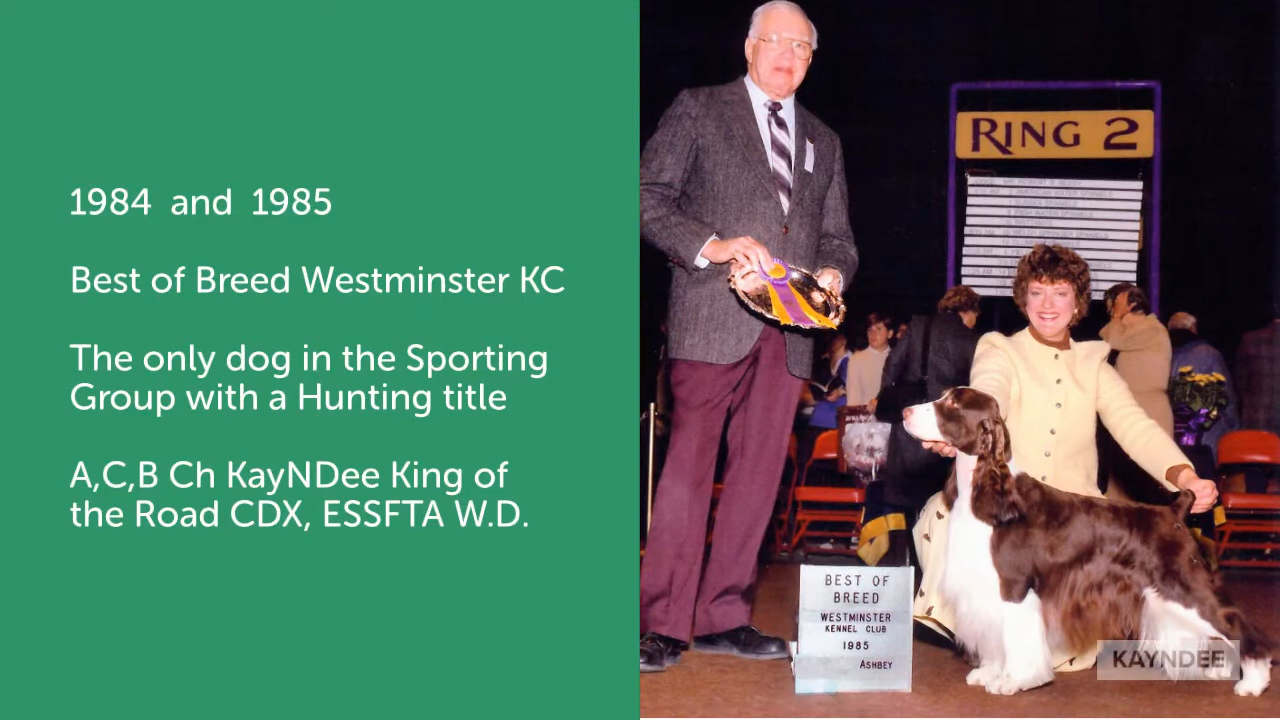 1984 and 1985
Best of Breed Westminster KC
The only dog in the Sporting
Group with a Hunting title
A,C,B Ch KayNDee King of
the Road CDX, ESSFTA W.D.
RING 2
BEST OF
BREED
WESTMINSTER
KENNEL CLUB
1985
ASHBEY
KAYNDEE